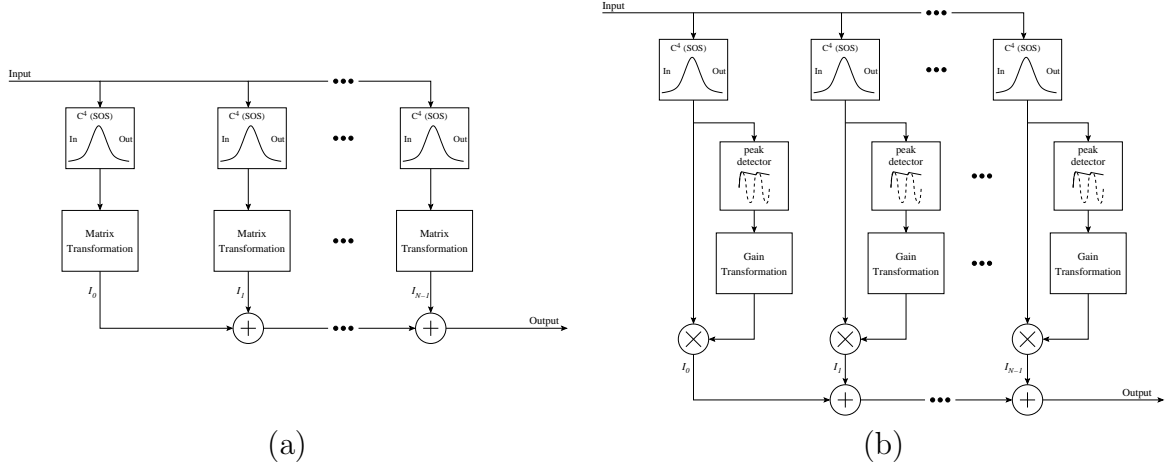 Input
C⁴ (SOS)
In Out
C⁴ (SOS)
In Out
C⁴ (SOS)
In Out
Matrix
Transformation
Matrix
Transformation
Matrix
Transformation
I₀
I₁
I_{N-1}
Output
(a)
Input
C⁴ (SOS)
In Out
C⁴ (SOS)
In Out
C⁴ (SOS)
In Out
peak
detector
peak
detector
peak
detector
Gain
Transformation
Gain
Transformation
Gain
Transformation
I₀
I₁
I_{N-1}
Output
(b)